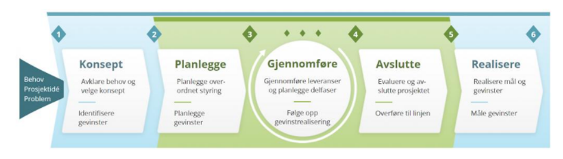 1
2
3
4
5
6
Behov
Prosjektidé
Problem
Konsept
Avklare behov og
velge konsept
Identifisere
gevinster
Planlegge
Planlegge over-
ordnet styring
Planlegge
gevinster
Gjennomføre
Gjennomføre leveranser
og planlegge delfaser
Følge opp
gevinstrealisering
Avslutte
Evaluere og av-
slutte prosjektet
Overføre til linjen
Realisere
Realisere mål og
gevinster
Måle gevinster